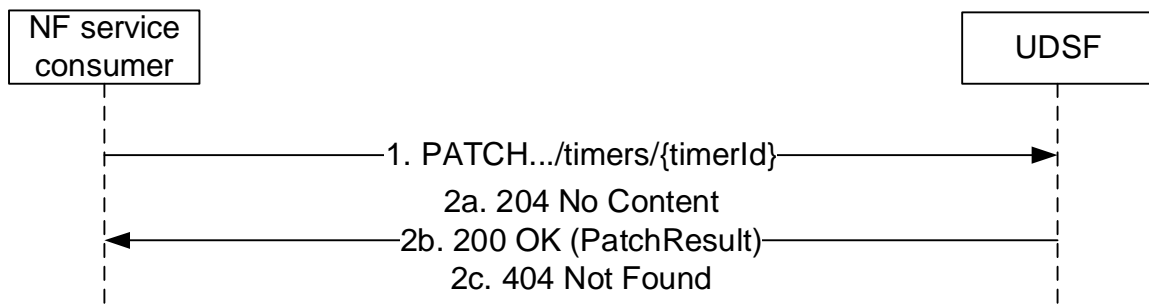 NF service
consumer
UDSF
1. PATCH.../timers/{timerId}
2a. 204 No Content
2b. 200 OK (PatchResult)
2c. 404 Not Found